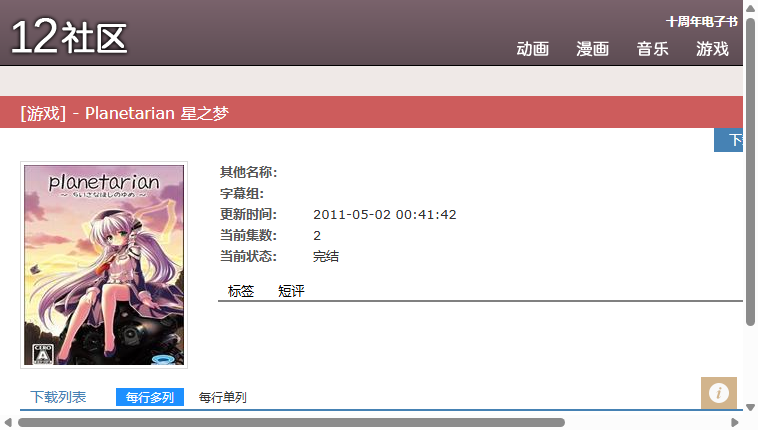 12社区
十周年电子书
动画 漫画 音乐 游戏
[游戏] - Planetarian 星之梦
planetarian
～ちいさなほしのゆめ～
CERO
A
其他名称:
字幕组:
更新时间: 2011-05-02 00:41:42
当前集数: 2
当前状态: 完结
标签 短评
下载列表 每行多列 每行单列
i